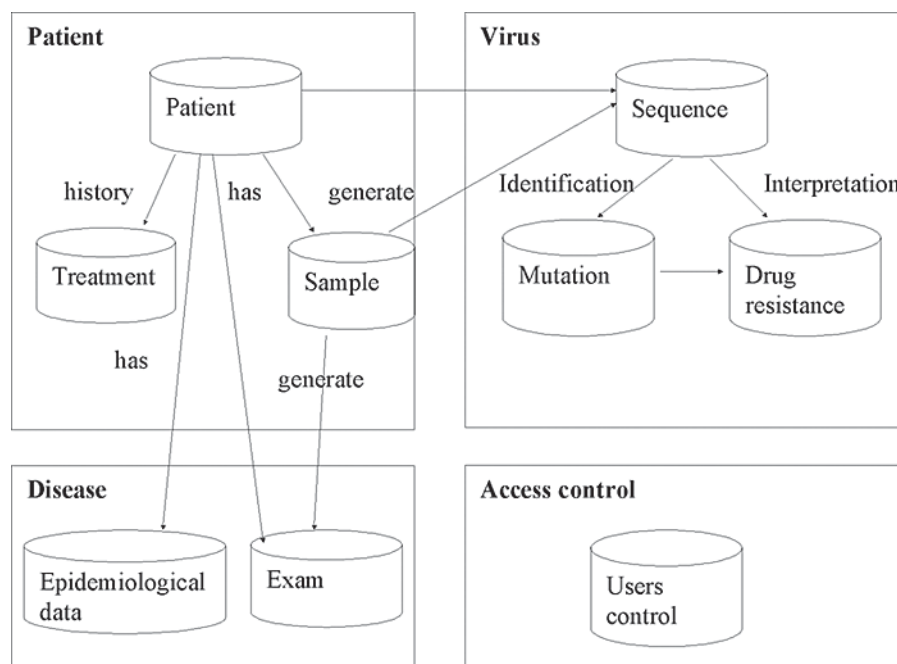 Patient
Patient
history
has
generate
Treatment
Sample
has
generate
Virus
Sequence
Identification
Interpretation
Mutation
Drug
resistance
Disease
Epidemiological
data
Exam
Access control
Users
control